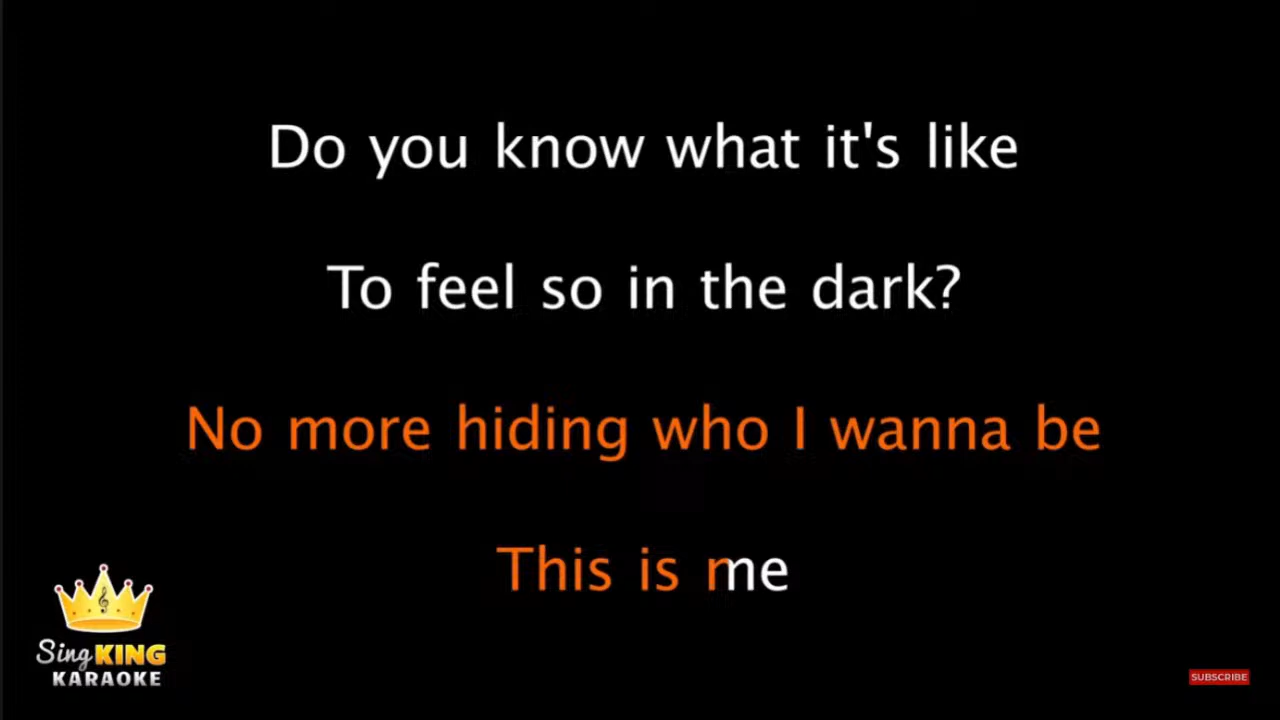 Do you know what it's like
To feel so in the dark?
No more hiding who I wanna be
This is me
Sing KING
KARAOKE
SUBSCRIBE